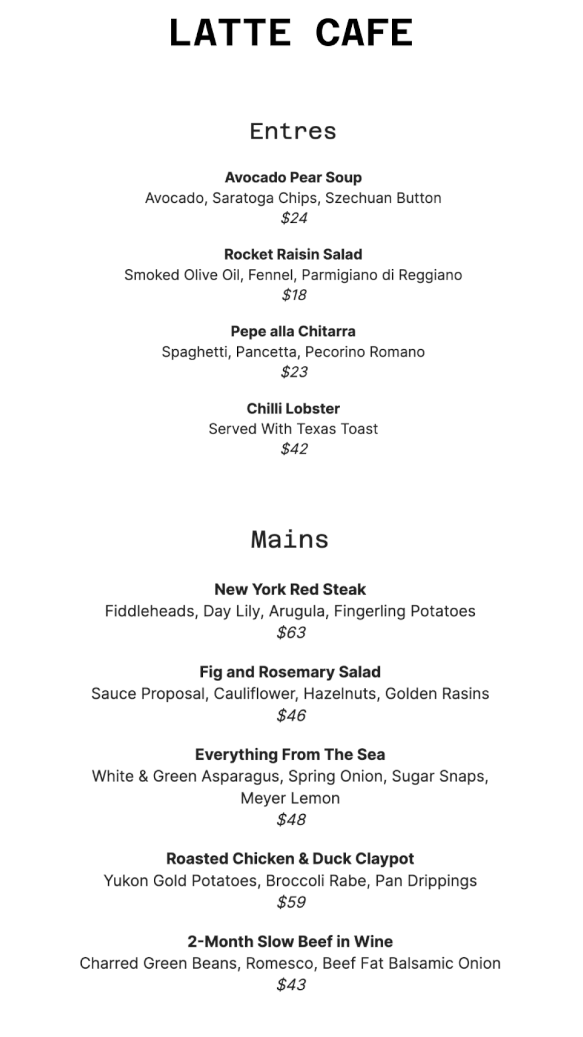 LATTE CAFE
Entres
Avocado Pear Soup
Avocado, Saratoga Chips, Szechuan Button
$24
Rocket Raisin Salad
Smoked Olive Oil, Fennel, Parmigiano di Reggiano
$18
Pepe alla Chitarra
Spaghetti, Pancetta, Pecorino Romano
$23
Chilli Lobster
Served With Texas Toast
$42
Mains
New York Red Steak
Fiddleheads, Day Lily, Arugula, Fingerling Potatoes
$63
Fig and Rosemary Salad
Sauce Proposal, Cauliflower, Hazelnuts, Golden Rasins
$46
Everything From The Sea
White & Green Asparagus, Spring Onion, Sugar Snaps,
Meyer Lemon
$48
Roasted Chicken & Duck Claypot
Yukon Gold Potatoes, Broccoli Rabe, Pan Drippings
$59
2-Month Slow Beef in Wine
Charred Green Beans, Romesco, Beef Fat Balsamic Onion
$43